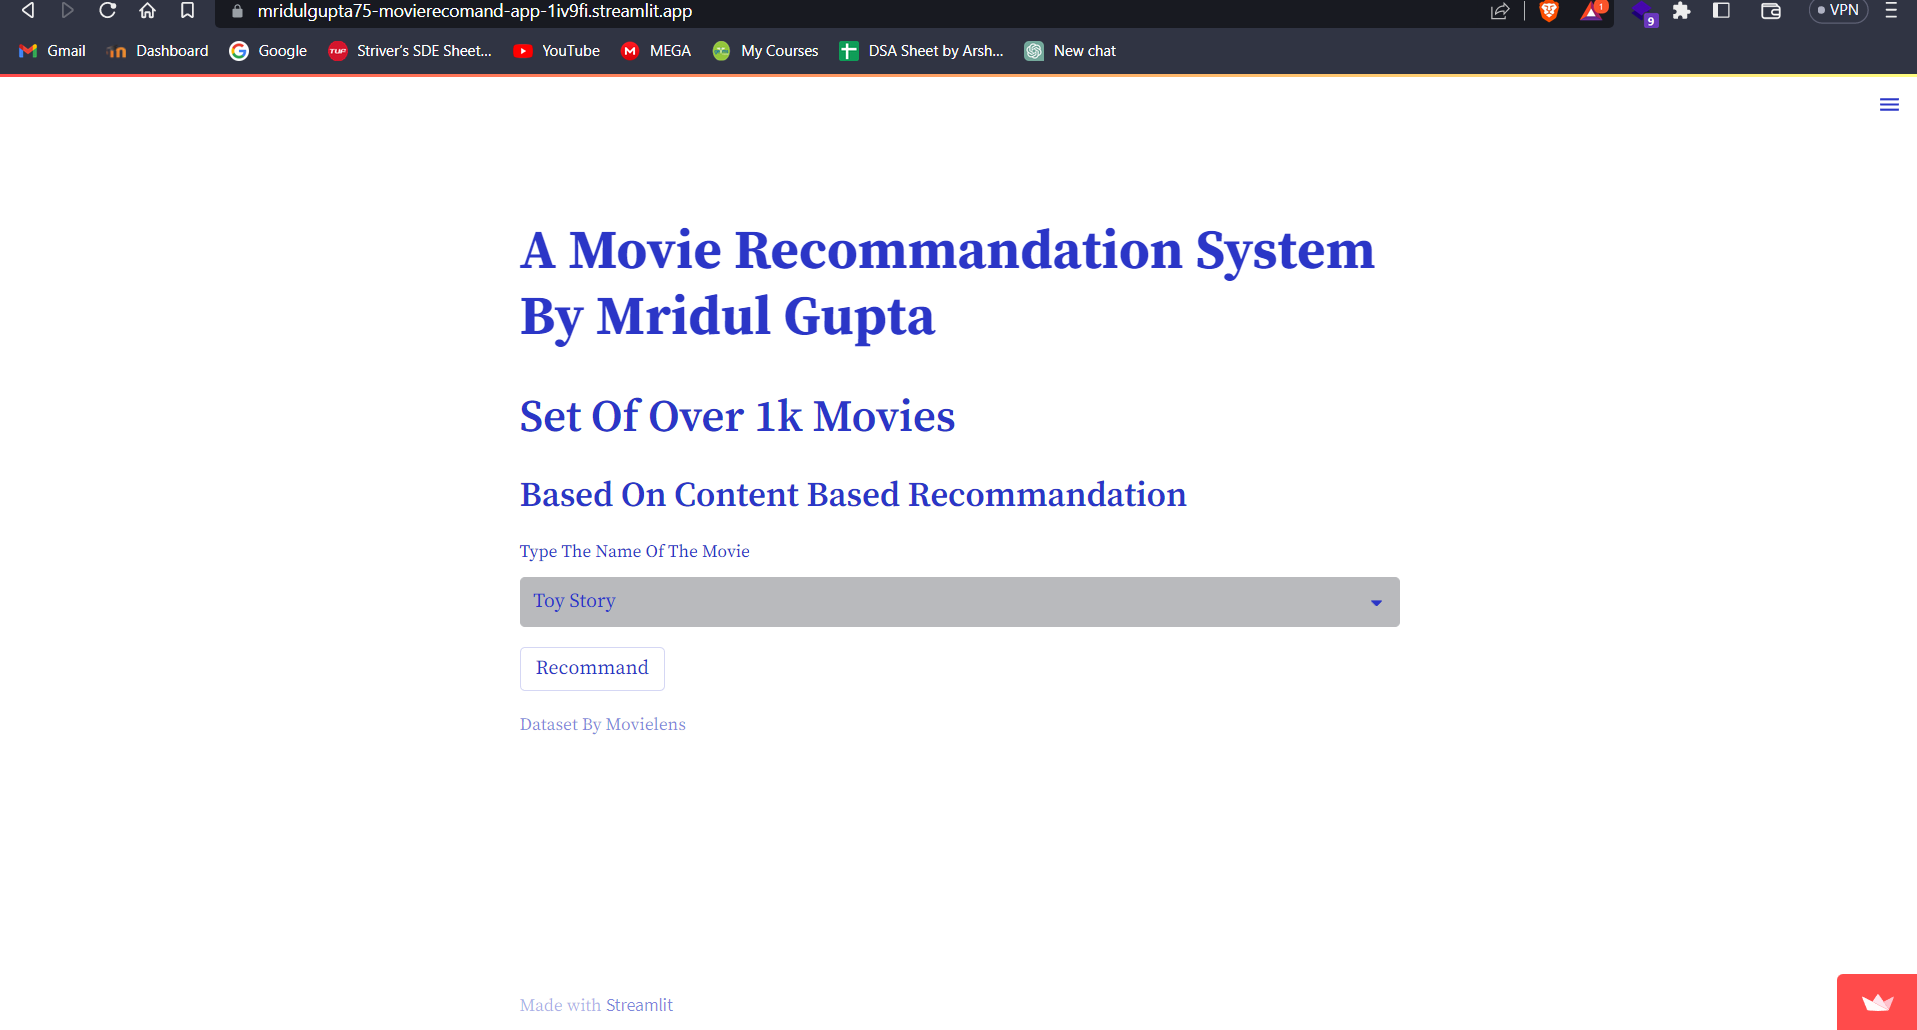 mridulgupta75-movierecomand-app-1iv9fi.streamlit.app
1
9
VPN
Gmail
Dashboard
Google
TUF
Striver's SDE Sheet...
YouTube
MEGA
My Courses
DSA Sheet by Arsh...
New chat
A Movie Recommandation System
By Mridul Gupta
Set Of Over 1k Movies
Based On Content Based Recommandation
Type The Name Of The Movie
Toy Story
Recommand
Dataset By Movielens
Made with Streamlit